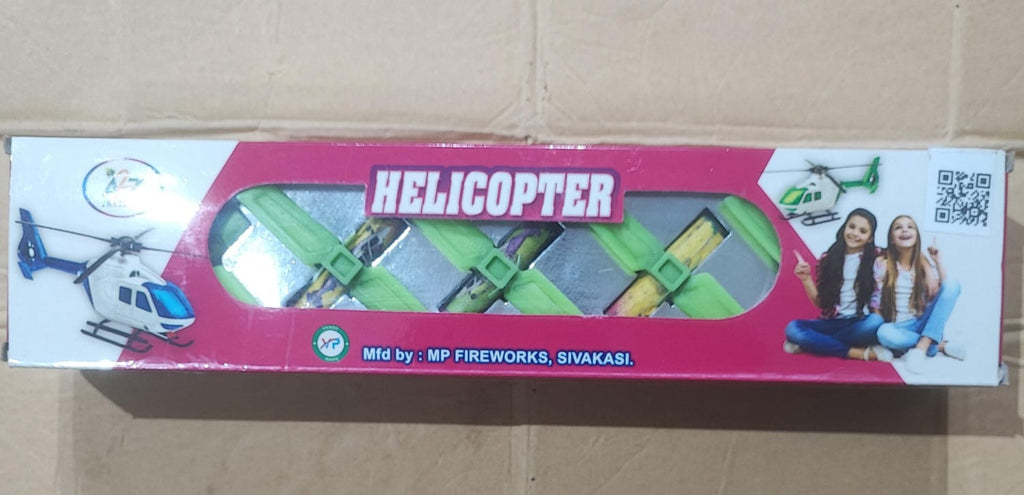 HELICOPTER
Mfd by : MP FIREWORKS, SIVAKASI.